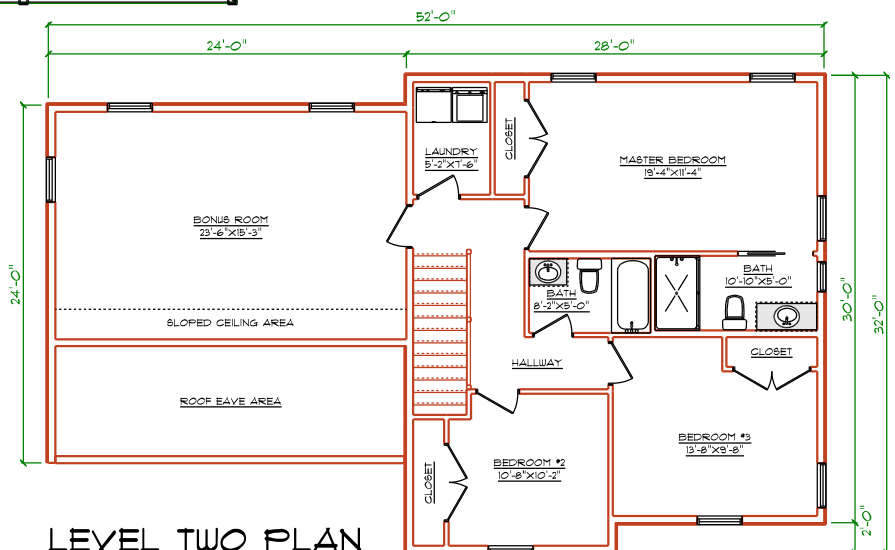 52'-0"
24'-0"
28'-0"
LAUNDRY
5'-2"X7'-6"
CLOSET
MASTER BEDROOM
19'-4"X11'-4"
BONUS ROOM
23'-6"X15'-3"
24'-0"
BATH
8'-2"X5'-0"
BATH
10'-10"X5'-0"
30'-0"
32'-0"
SLOPED CEILING AREA
HALLWAY
CLOSET
ROOF EAVE AREA
BEDROOM #3
13'-8"X9'-8"
BEDROOM #2
10'-8"X10'-2"
CLOSET
2'-0"
LEVEL TWO PLAN